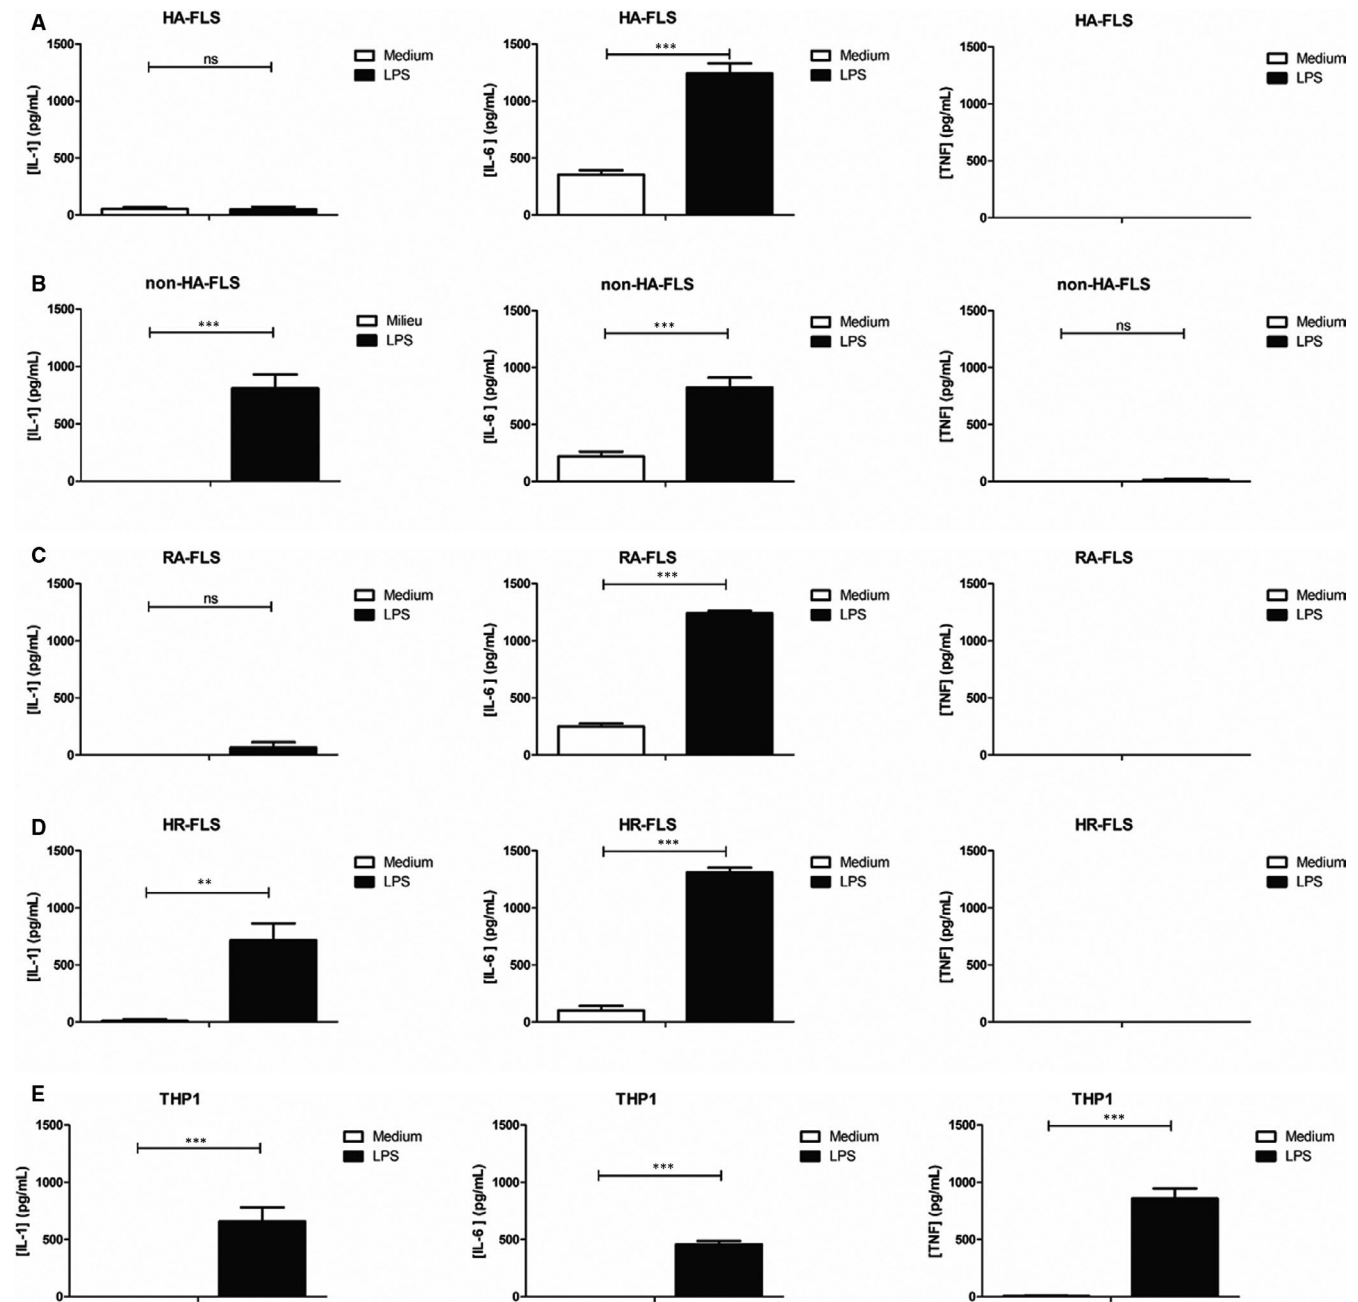 A
HA-FLS
1500
1000
500
0
[IL-1] (pg/mL)
ns
Medium
LPS
HA-FLS
1500
1000
500
0
[IL-6 ] (pg/mL)
***
Medium
LPS
HA-FLS
1500
1000
500
0
[TNF] (pg/mL)
Medium
LPS
B
non-HA-FLS
1500
1000
500
0
[IL-1] (pg/mL)
***
Milieu
LPS
non-HA-FLS
1500
1000
500
0
[IL-6 ] (pg/mL)
***
Medium
LPS
non-HA-FLS
1500
1000
500
0
[TNF] (pg/mL)
ns
Medium
LPS
C
RA-FLS
1500
1000
500
0
[IL-1] (pg/mL)
ns
Medium
LPS
RA-FLS
1500
1000
500
0
[IL-6 ] (pg/mL)
***
Medium
LPS
RA-FLS
1500
1000
500
0
[TNF] (pg/mL)
Medium
LPS
D
HR-FLS
1500
1000
500
0
[IL-1] (pg/mL)
**
Medium
LPS
HR-FLS
1500
1000
500
0
[IL-6 ] (pg/mL)
***
Medium
LPS
HR-FLS
1500
1000
500
0
[TNF] (pg/mL)
Medium
LPS
E
THP1
1500
1000
500
0
[IL-1] (pg/mL)
***
Medium
LPS
THP1
1500
1000
500
0
[IL-6 ] (pg/mL)
***
Medium
LPS
THP1
1500
1000
500
0
[TNF] (pg/mL)
***
Medium
LPS